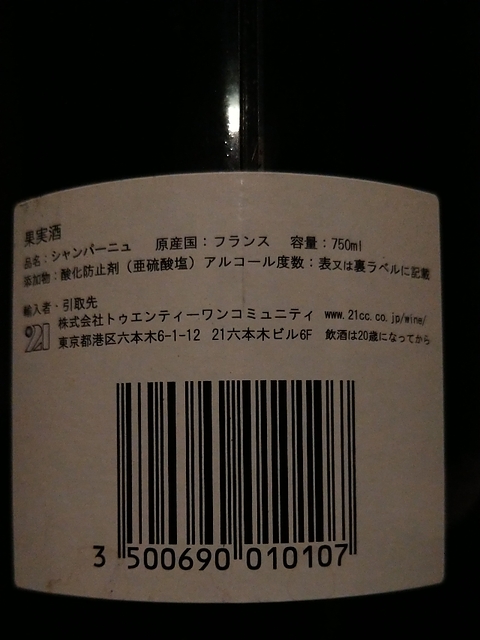 果実酒
品名：シャンパーニュ　原産国：フランス　容量：750ml
添加物：酸化防止剤（亜硫酸塩）アルコール度数：表又は裏ラベルに記載
輸入者・引取先
株式会社トゥエンティーワンコミュニティ　www.21cc.co.jp/wine/
921 東京都港区六本木6-1-12　21六本木ビル6F　飲酒は20歳になってから
3 500690 010107